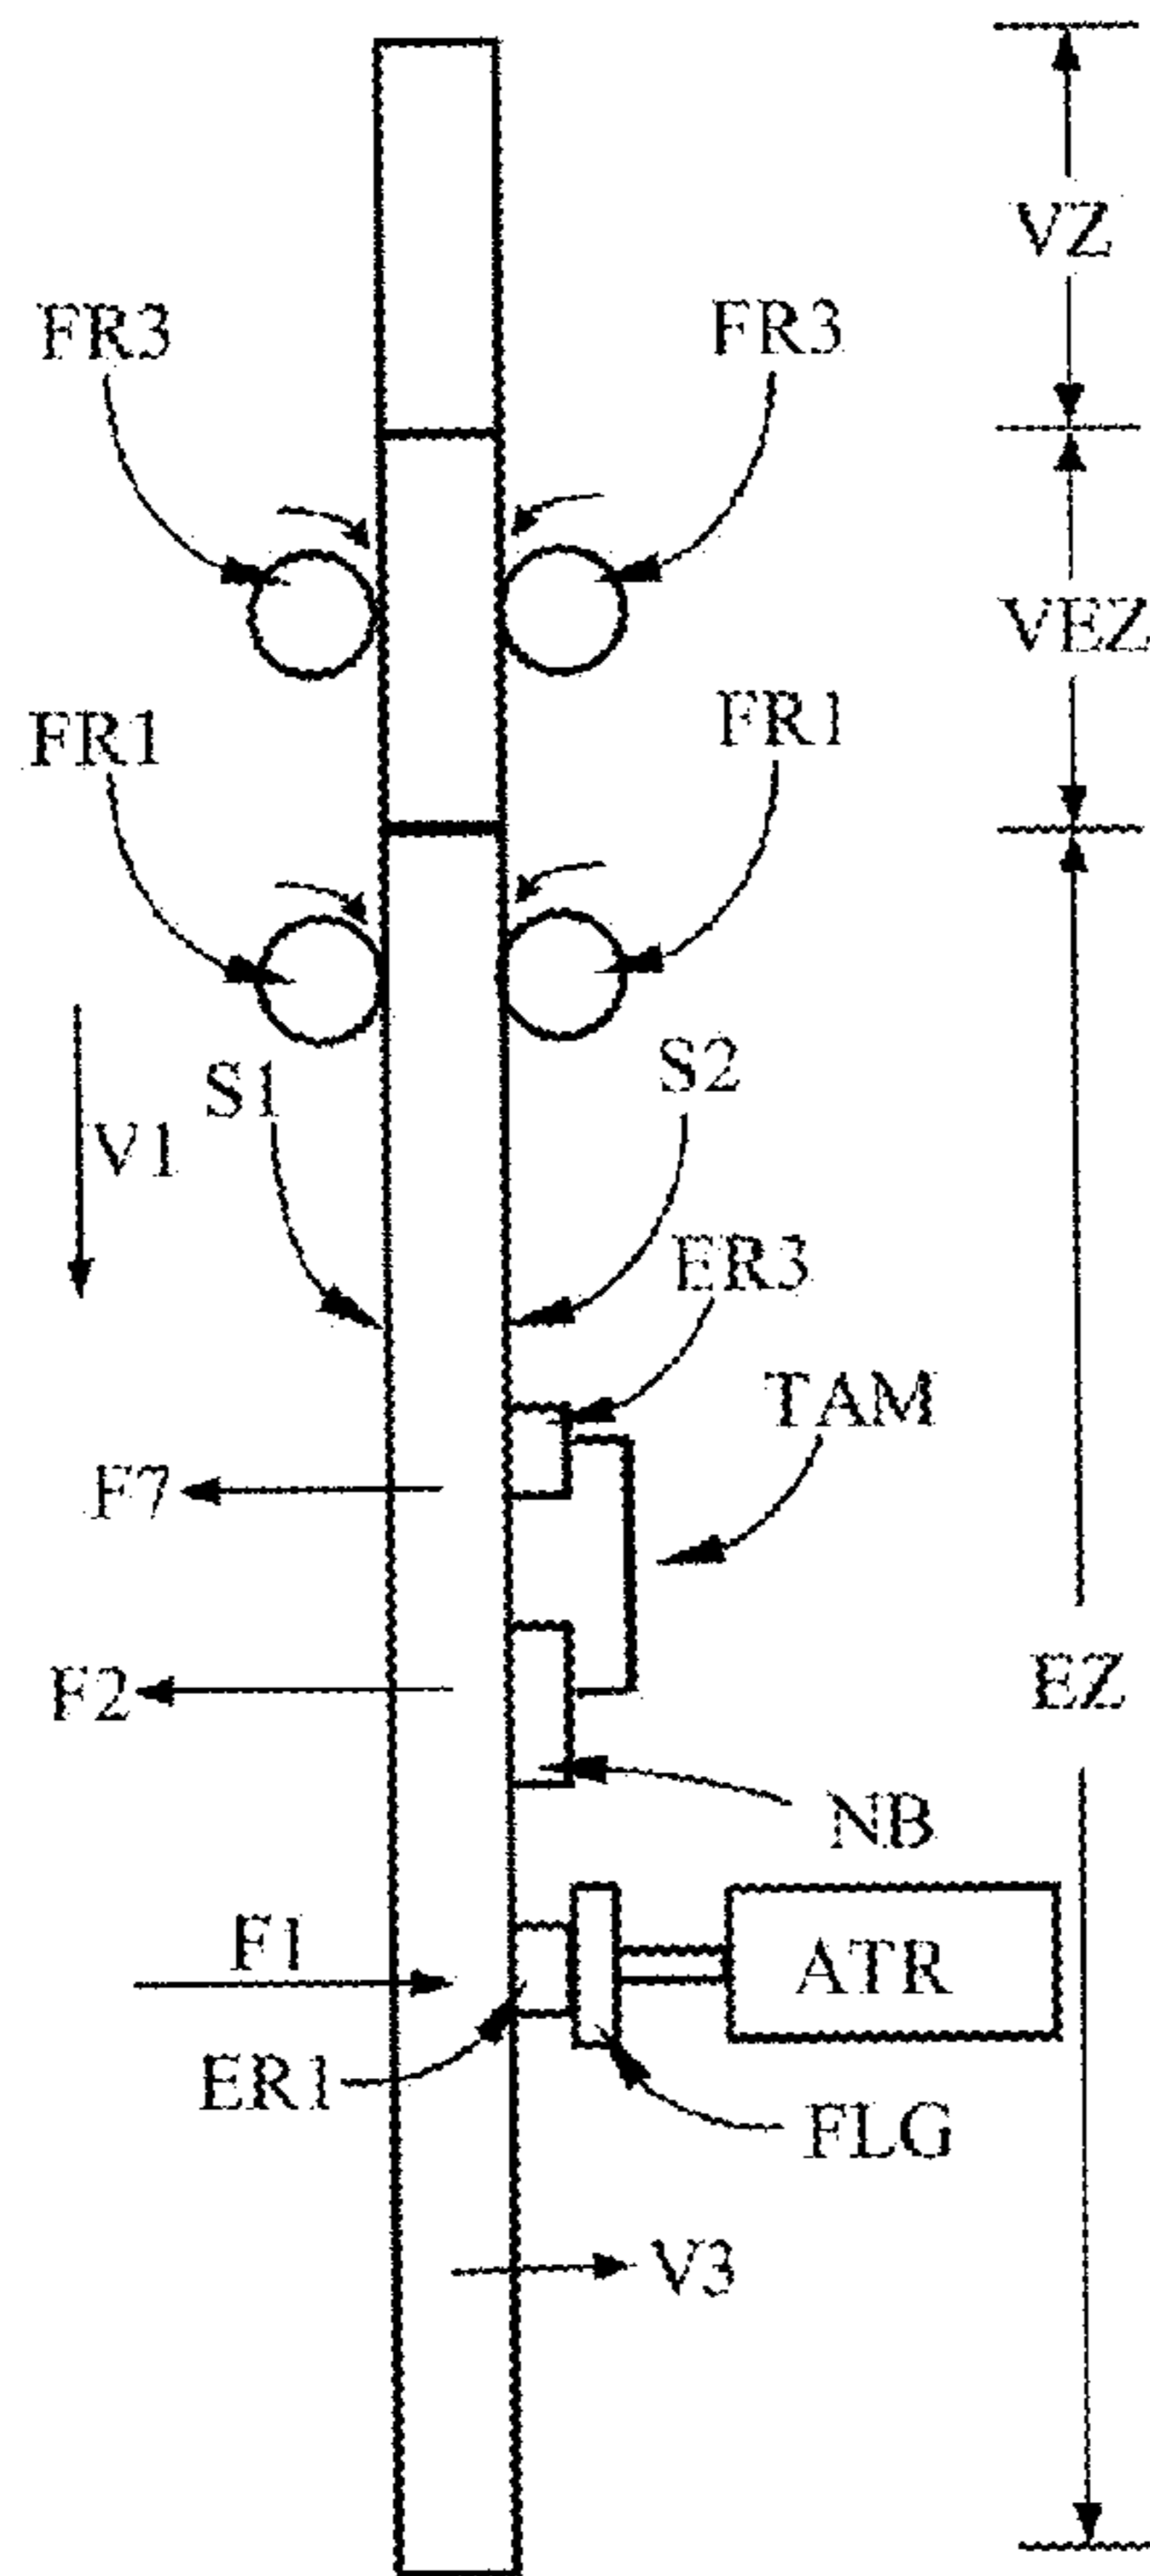 VZ
FR3
FR3
VEZ
FR1
FR1
S1
S2
V1
ER3
TAM
F7
F2
EZ
NB
F1
ATR
ER1
FLG
V3